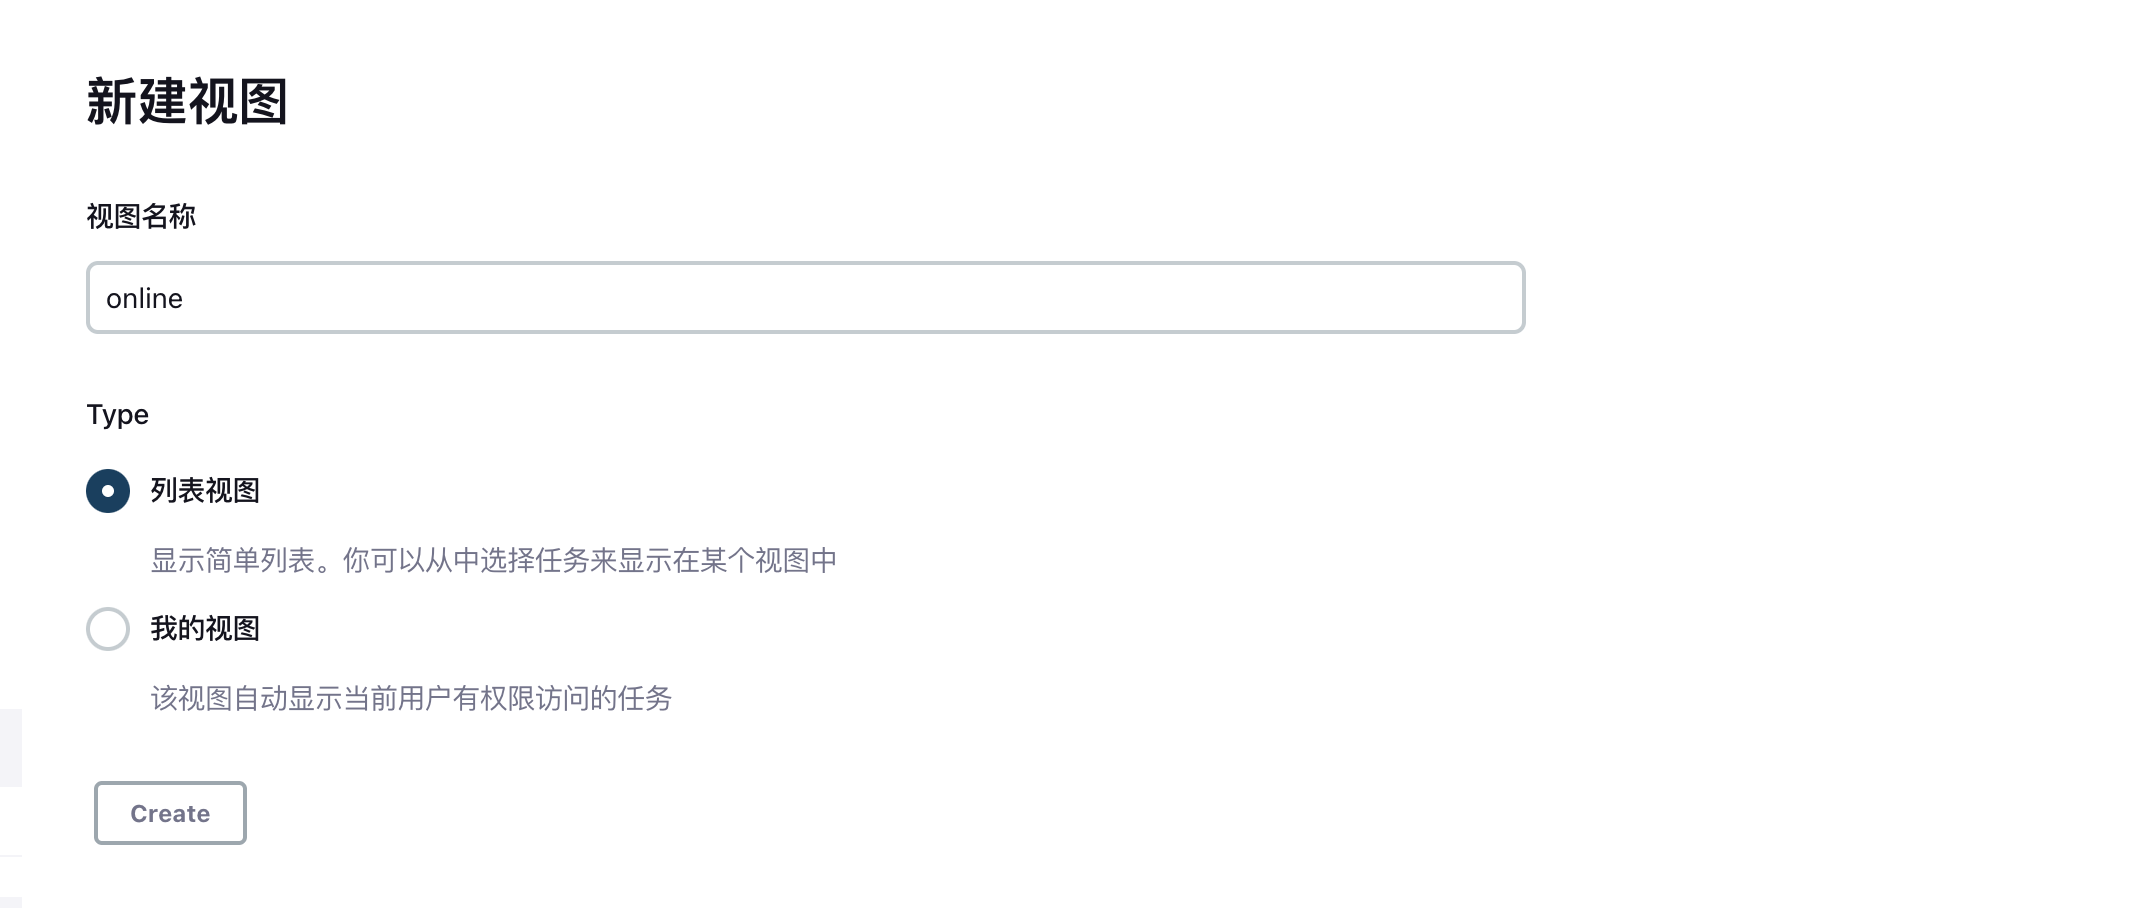 新建视图
视图名称
online
Type
列表视图
显示简单列表。你可以从中选择任务来显示在某个视图中
我的视图
该视图自动显示当前用户有权限访问的任务
Create